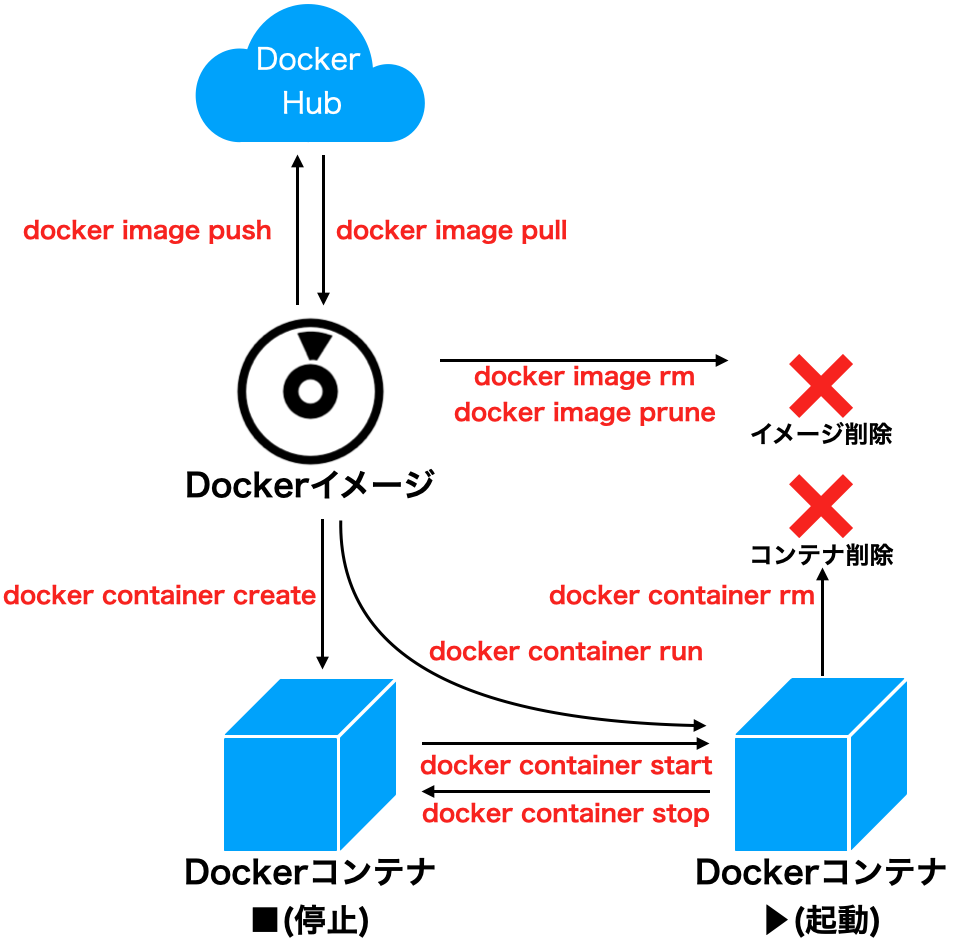 Docker
Hub
docker image push
docker image pull
docker image rm
docker image prune
イメージ削除
Dockerイメージ
コンテナ削除
docker container create
docker container rm
docker container run
docker container start
docker container stop
Dockerコンテナ
■(停止)
Dockerコンテナ
▶(起動)